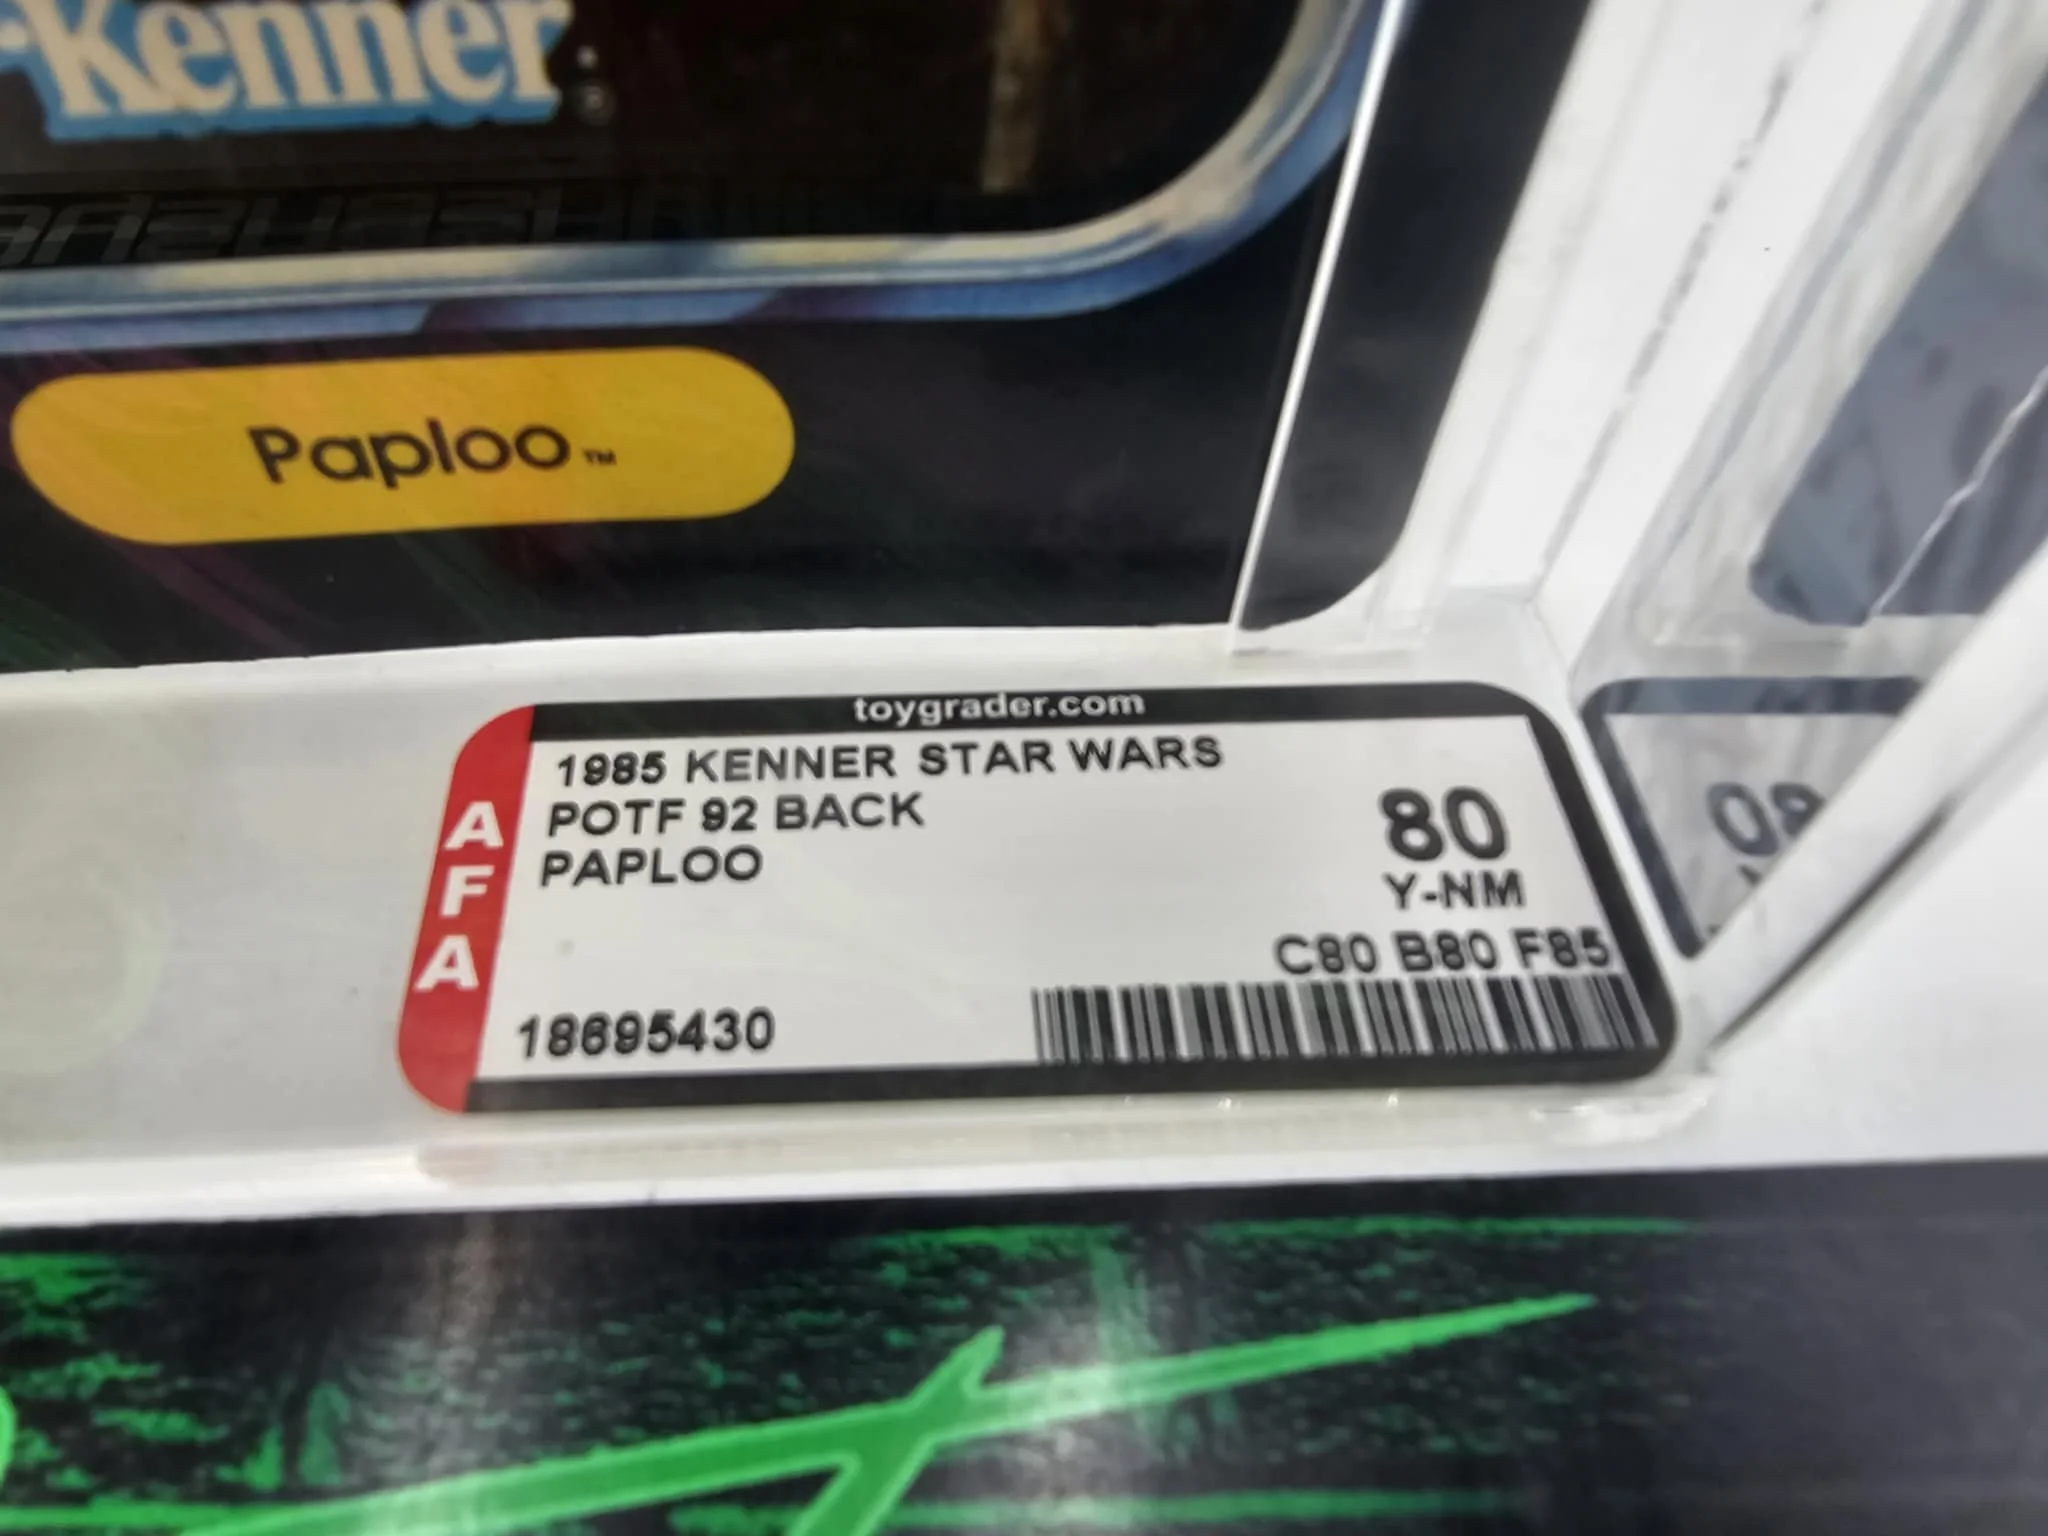 Kenner
Paploo™
toygrader.com
AFA
1985 KENNER STAR WARS
POTF 92 BACK
PAPLOO
80
Y-NM
C80 B80 F85
18695430